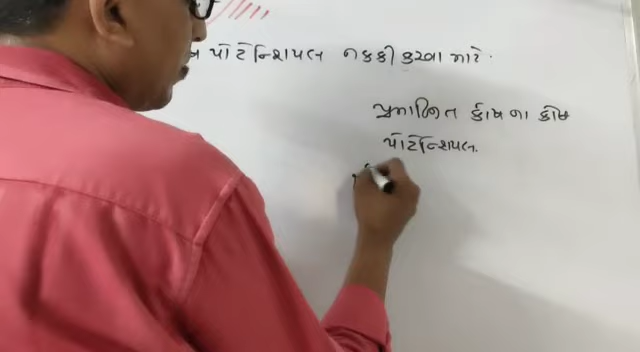 પોટેન્શિયલ નક્કી કરવા માટે.
પ્રમાણિત કોષના કોષ
પોટેન્શિયલ.